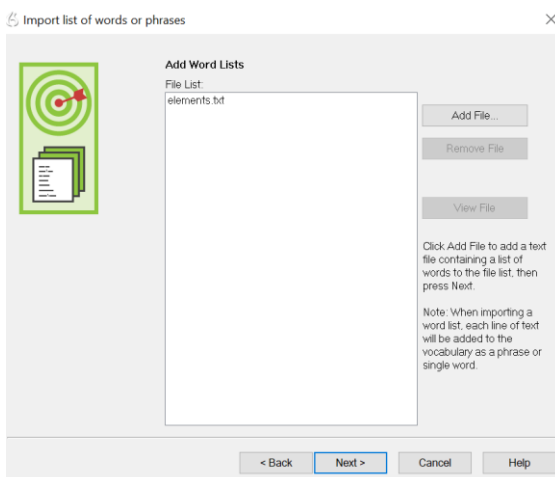 Import list of words or phrases
Add Word Lists
File List:
elements.txt
Add File...
Remove File
View File
Click Add File to add a text
file containing a list of
words to the file list, then
press Next.
Note: When importing a
word list, each line of text
will be added to the
vocabulary as a phrase or
single word.
< Back
Next >
Cancel
Help